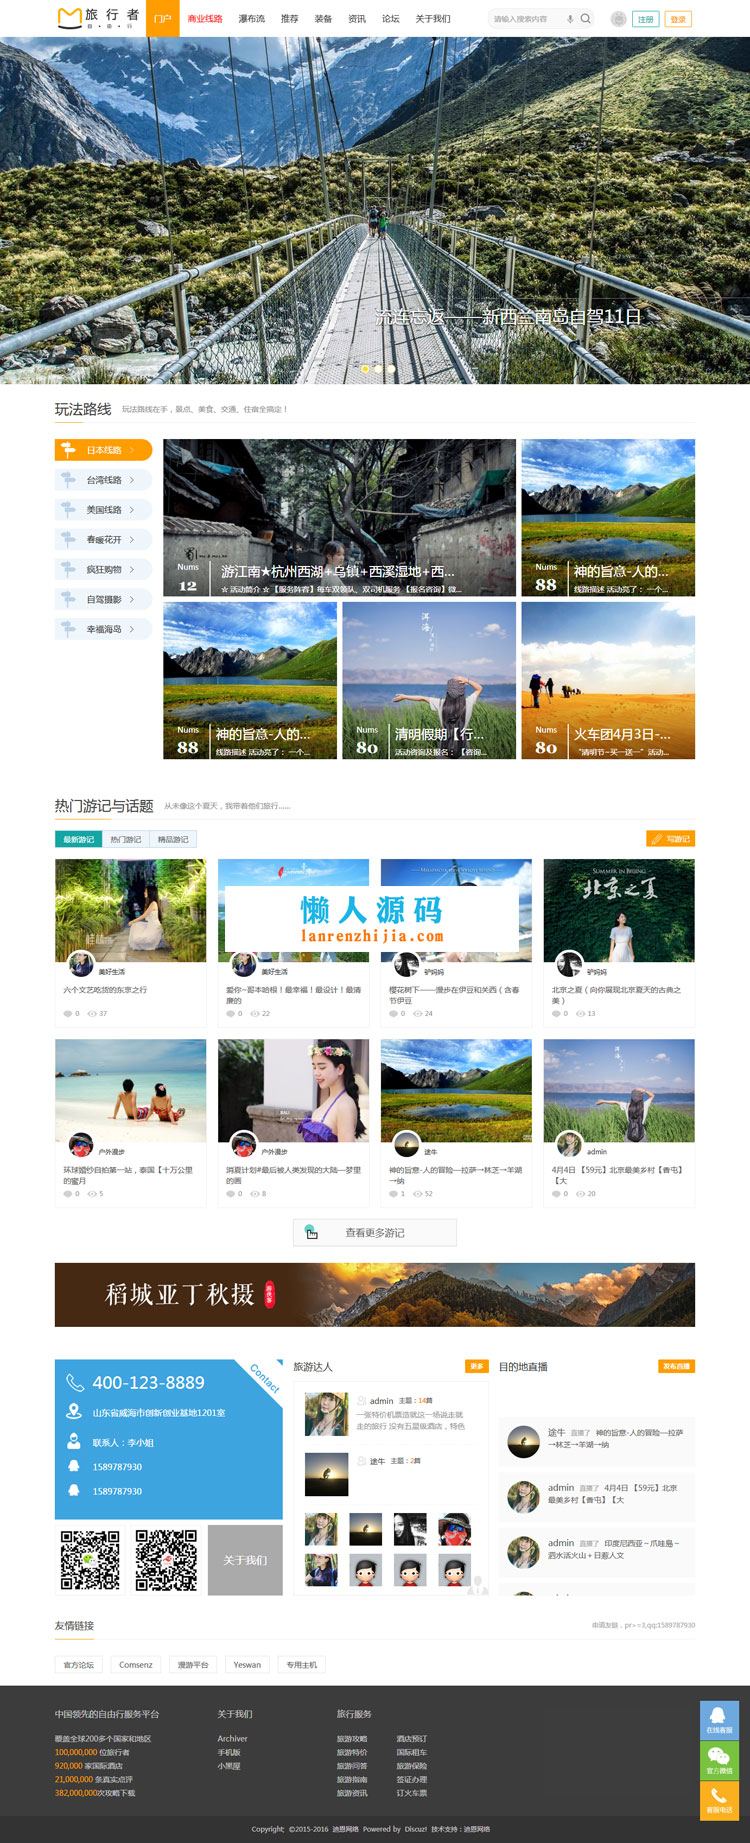 旅行者
自·由·行
门户 商业线路 瀑布流 推荐 装备 资讯 论坛 关于我们
请输入搜索内容
注册 登录
流连忘返——新西兰南岛自驾11日
玩法路线 玩法路线在手，景点、美食、交通、住宿全搞定！
日本线路
台湾线路
美国线路
春暖花开
疯狂购物
自驾摄影
幸福海岛
Nums 12
游江南★杭州西湖+乌镇+西溪湿地+西...
☆ 活动简介 ☆ 【服务阵容】每车双领队、双司机服务 【报名咨询】微...
Nums 88
神的旨意-人的...
线路描述 活动亮了： 一个...
Nums 88
神的旨意-人的...
线路描述 活动亮了： 一个...
洱海
Nums 80
清明假期【行...
活动咨询及报名： 【咨询...
Nums 80
火车团4月3日-...
“清明节~买一送一”活动...
热门游记与话题 从未像这个夏天，我带着他们旅行......
最新游记 热门游记 精品游记
写游记
懒人源码
lanrenzhijia.com
SUMMER IN BEIJING
北京之夏
美好生活
六个文艺吃货的东京之行
0 37
美好生活
爱你~哥本哈根！最幸福！最设计！最清
廉的
0 22
驴妈妈
樱花树下——漫步在伊豆和关西（含春
节伊豆
0 24
驴妈妈
北京之夏（向你展现北京夏天的古典之
美）
0 13
BALI
洱海
户外漫步
环球婚纱自拍第一站，泰国【十万公里
的蜜月
0 5
户外漫步
消夏计划#最后被人类发现的大陆—梦里
的画
0 8
途牛
神的旨意-人的冒险—拉萨→林芝→羊湖
→纳
1 52
admin
4月4日 【59元】北京最美乡村【香屯】
【大
0 20
查看更多游记
稻城亚丁秋摄
游侠客
Contact
400-123-8889
山东省威海市创新创业基地1201室
联系人：李小姐
1589787930
1589787930
关于我们
旅游达人 更多
admin 主题：14篇
一张特价机票造就这一场说走就
走的旅行 没有五星级酒店，特色
途牛 主题：2篇
目的地直播 发布直播
途牛 直播了 神的旨意-人的冒险—拉萨
→林芝→羊湖→纳
admin 直播了 4月4日 【59元】北京
最美乡村【香屯】【大
admin 直播了 印度尼西亚～爪哇岛～
泗水活火山＋日惹人文
友情链接 申请友链，pr>=3,qq:1589787930
官方论坛 Comsenz 漫游平台 Yeswan 专用主机
中国领先的自由行服务平台
覆盖全球200多个国家和地区
100,000,000 位旅行者
920,000 家国际酒店
21,000,000 条真实点评
382,000,000次攻略下载
关于我们
Archiver
手机版
小黑屋
旅行服务
旅游攻略 酒店预订
旅游特价 国际租车
旅游问答 旅游保险
旅游指南 签证办理
旅游资讯 订火车票
在线客服
官方微信
客服电话
Copyright; ©2015-2016 迪恩网络 Powered by Discuz! 技术支持：迪恩网络